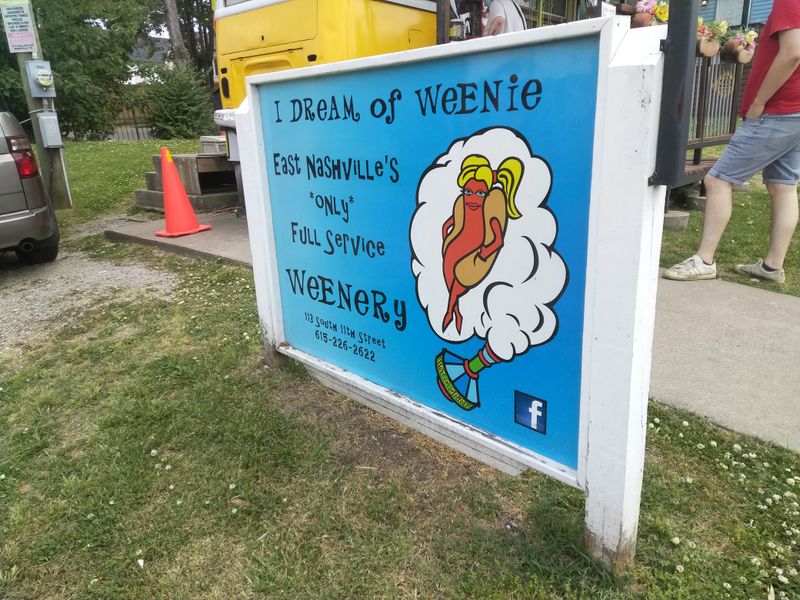 I DREAM of WEENiE
EAST NASHVILLE'S
*ONLY*
FULL SERVICE
WEENERY
113 SOUTH 11TH STREET
615-226-2622
f